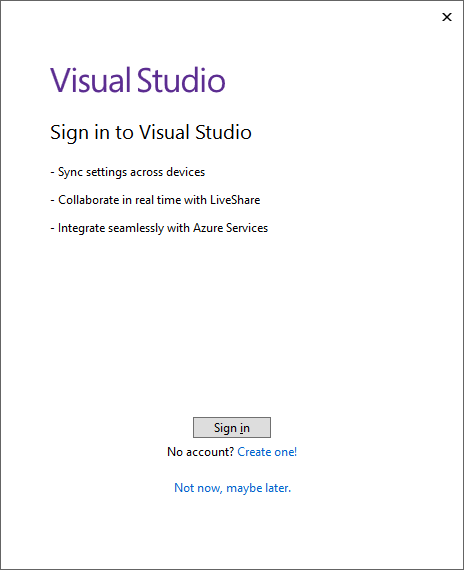 Visual Studio
Sign in to Visual Studio
- Sync settings across devices
- Collaborate in real time with LiveShare
- Integrate seamlessly with Azure Services
Sign in
No account? Create one!
Not now, maybe later.